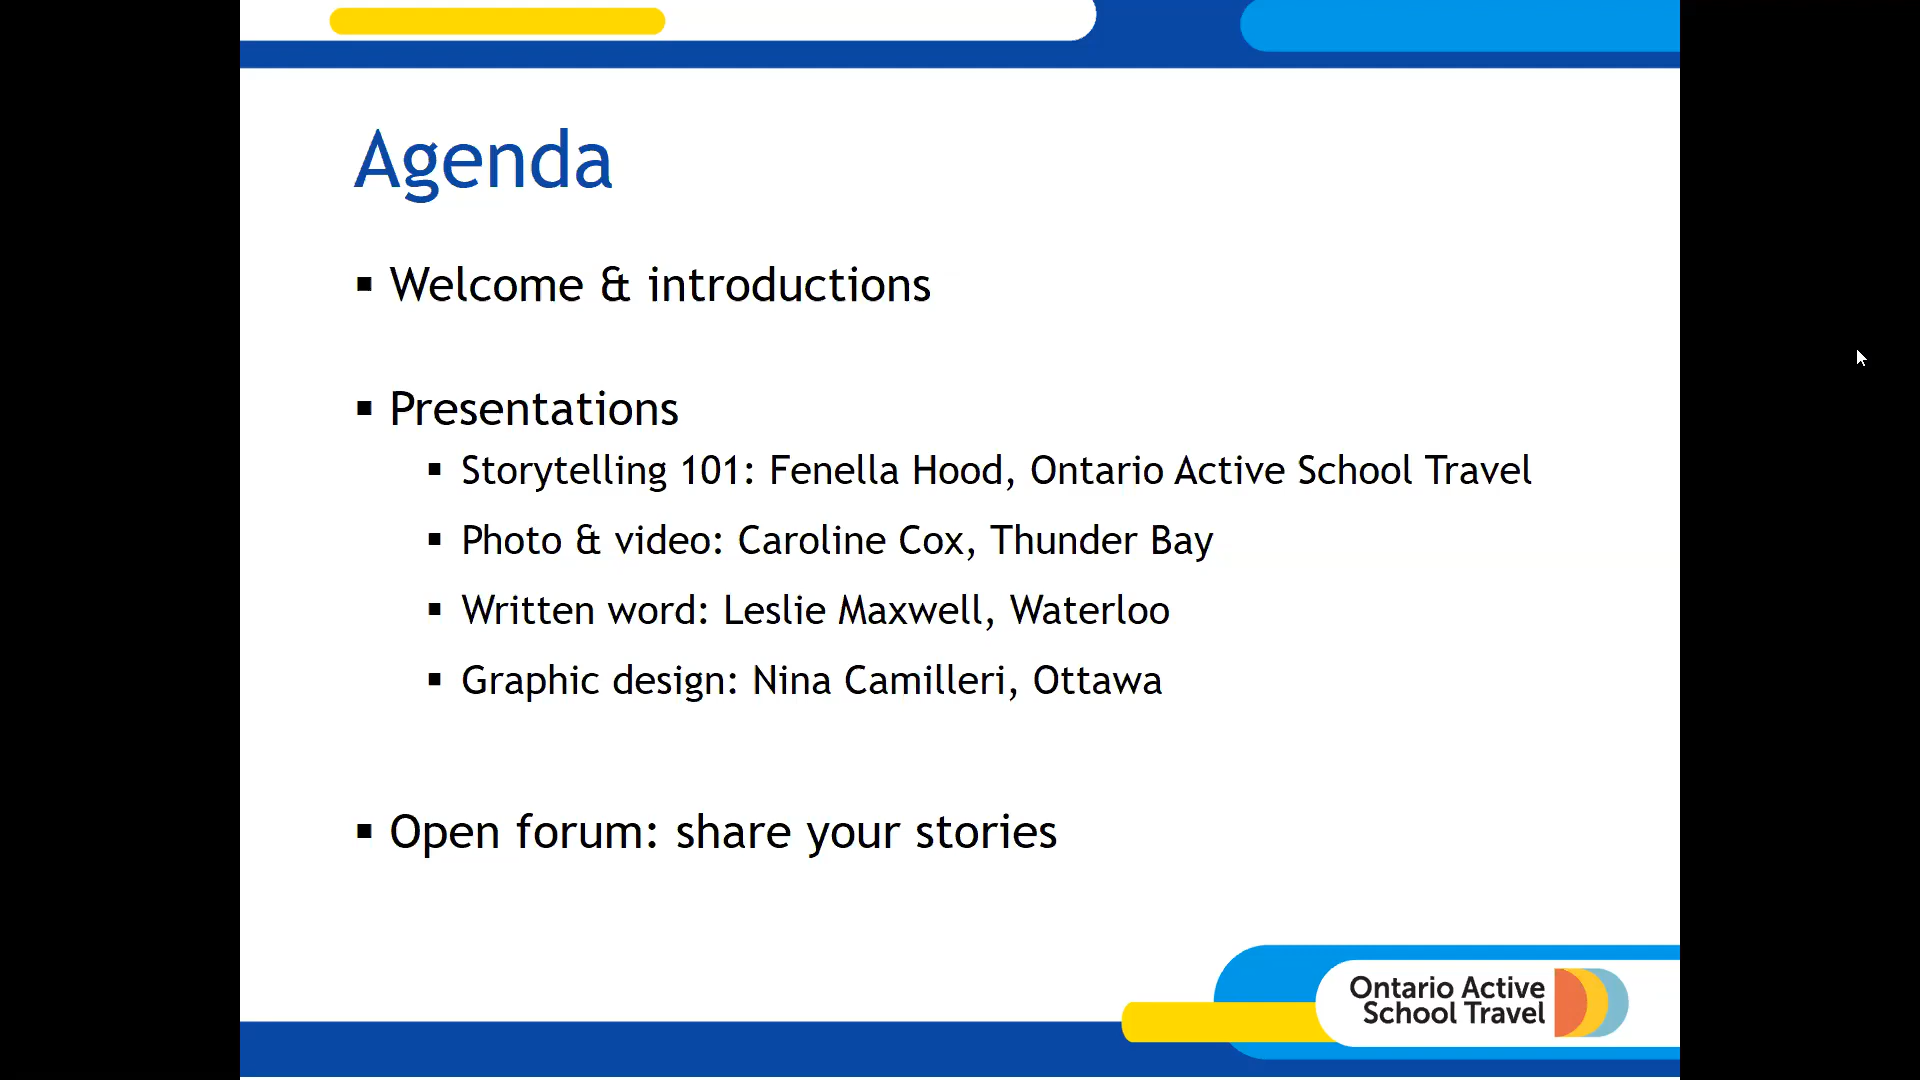 Agenda
▪ Welcome & introductions
▪ Presentations
▪ Storytelling 101: Fenella Hood, Ontario Active School Travel
▪ Photo & video: Caroline Cox, Thunder Bay
▪ Written word: Leslie Maxwell, Waterloo
▪ Graphic design: Nina Camilleri, Ottawa
▪ Open forum: share your stories
Ontario Active
School Travel